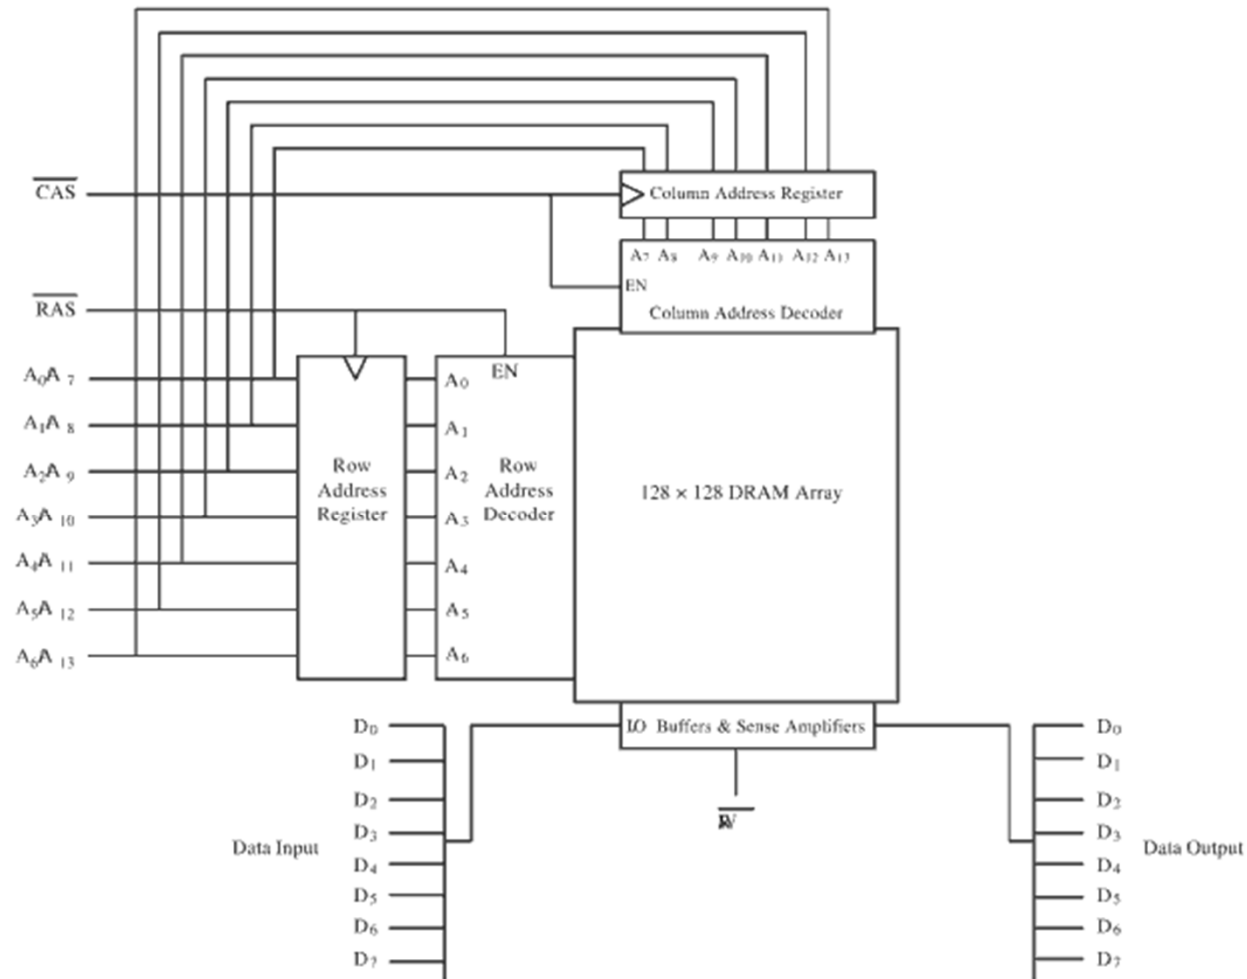 CAS
Column Address Register
A7 A8 A9 A10 A11 A12 A13
EN
Column Address Decoder
RAS
A0A 7
A1A 8
A2A 9
A3A 10
A4A 11
A5A 12
A6A 13
Row
Address
Register
EN
A0
A1
A2
A3
A4
A5
A6
Row
Address
Decoder
128 × 128 DRAM Array
I/O Buffers & Sense Amplifiers
Data Input
D0
D1
D2
D3
D4
D5
D6
D7
D0
D1
D2
D3
D4
D5
D6
D7
Data Output